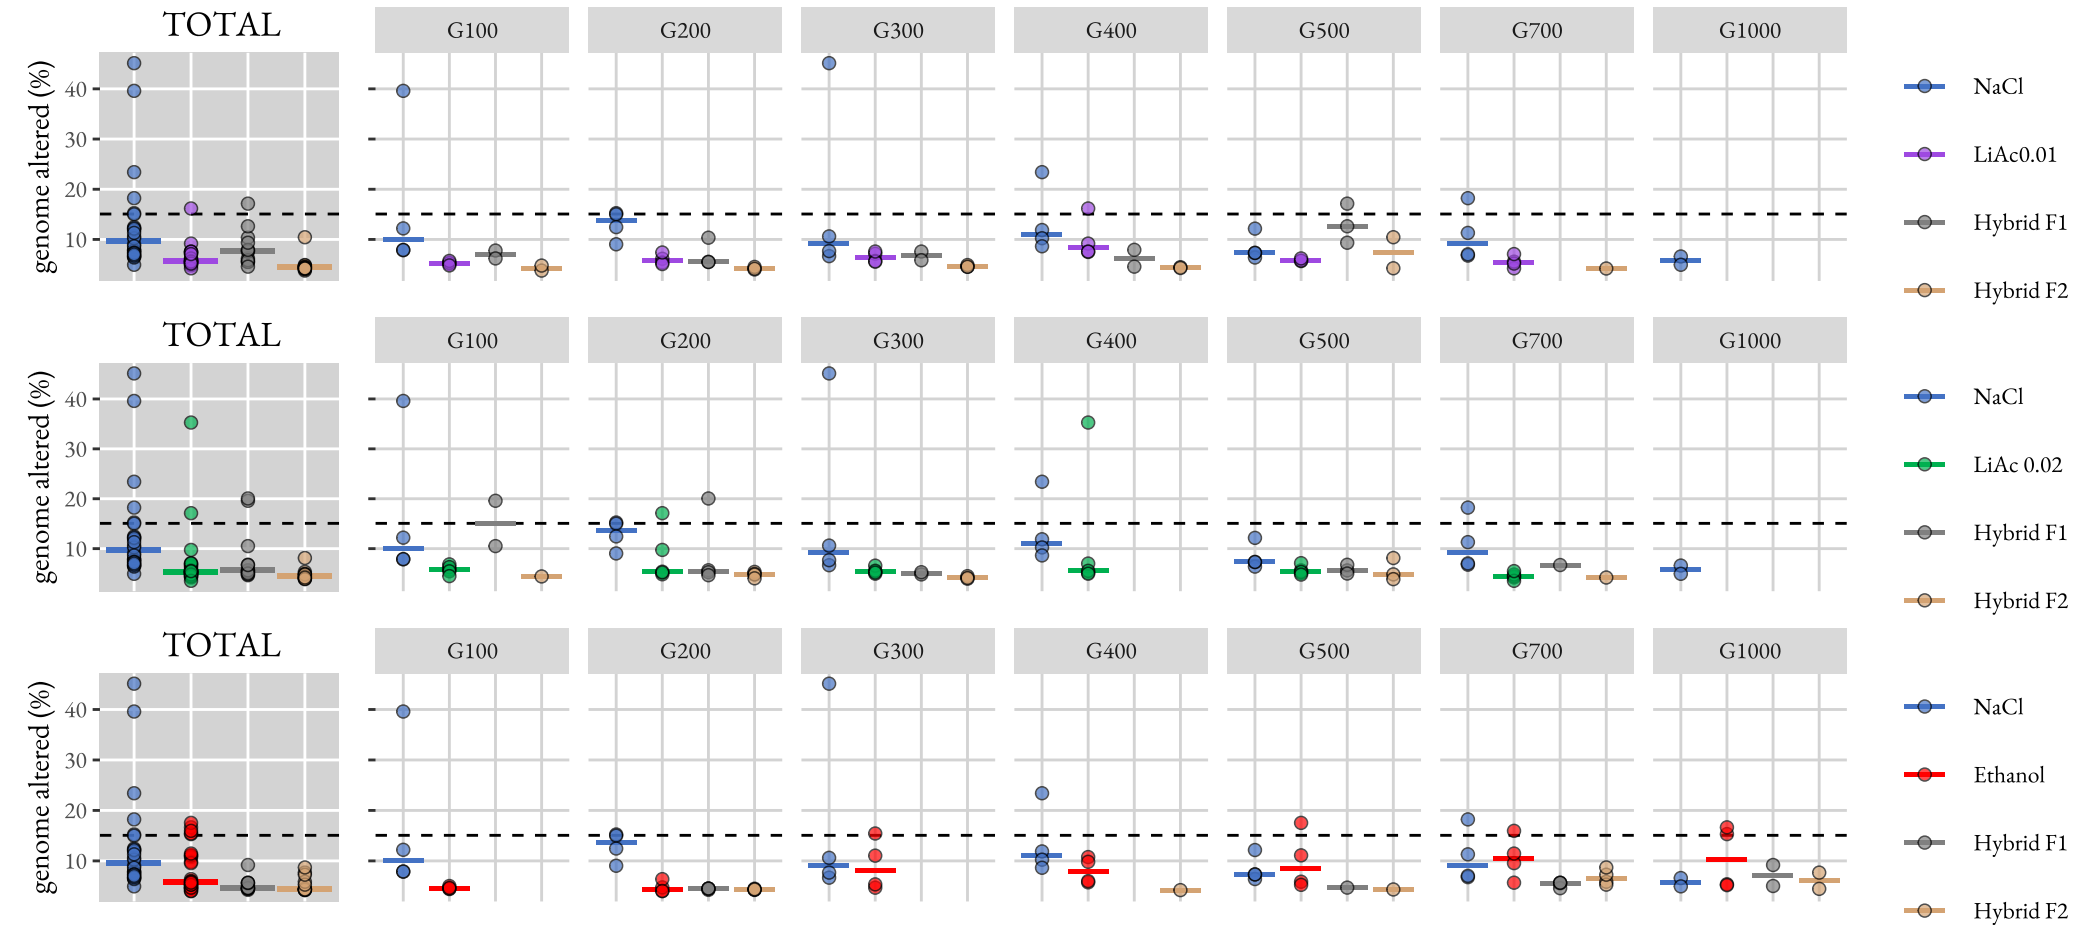 TOTAL G100 G200 G300 G400 G500 G700 G1000
genome altered (%)
40
30
20
10
NaCl
LiAc0.01
Hybrid F1
Hybrid F2
TOTAL G100 G200 G300 G400 G500 G700 G1000
genome altered (%)
40
30
20
10
NaCl
LiAc 0.02
Hybrid F1
Hybrid F2
TOTAL G100 G200 G300 G400 G500 G700 G1000
genome altered (%)
40
30
20
10
NaCl
Ethanol
Hybrid F1
Hybrid F2